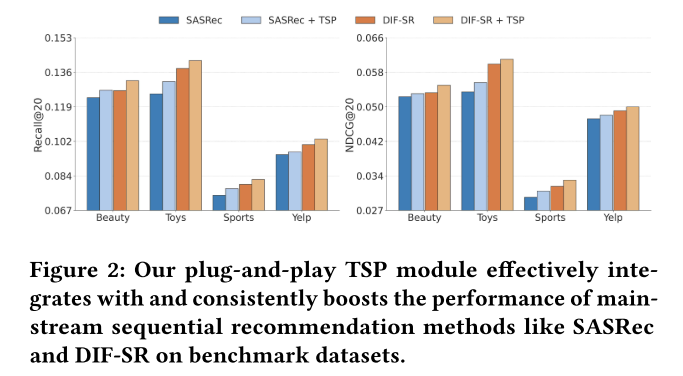 SASRec SASRec + TSP DIF-SR DIF-SR + TSP
Recall@20
0.153
0.136
0.119
0.102
0.084
0.067
Beauty Toys Sports Yelp
NDCG@20
0.066
0.058
0.050
0.042
0.034
0.027
Beauty Toys Sports Yelp
Figure 2: Our plug-and-play TSP module effectively inte-
grates with and consistently boosts the performance of main-
stream sequential recommendation methods like SASRec
and DIF-SR on benchmark datasets.